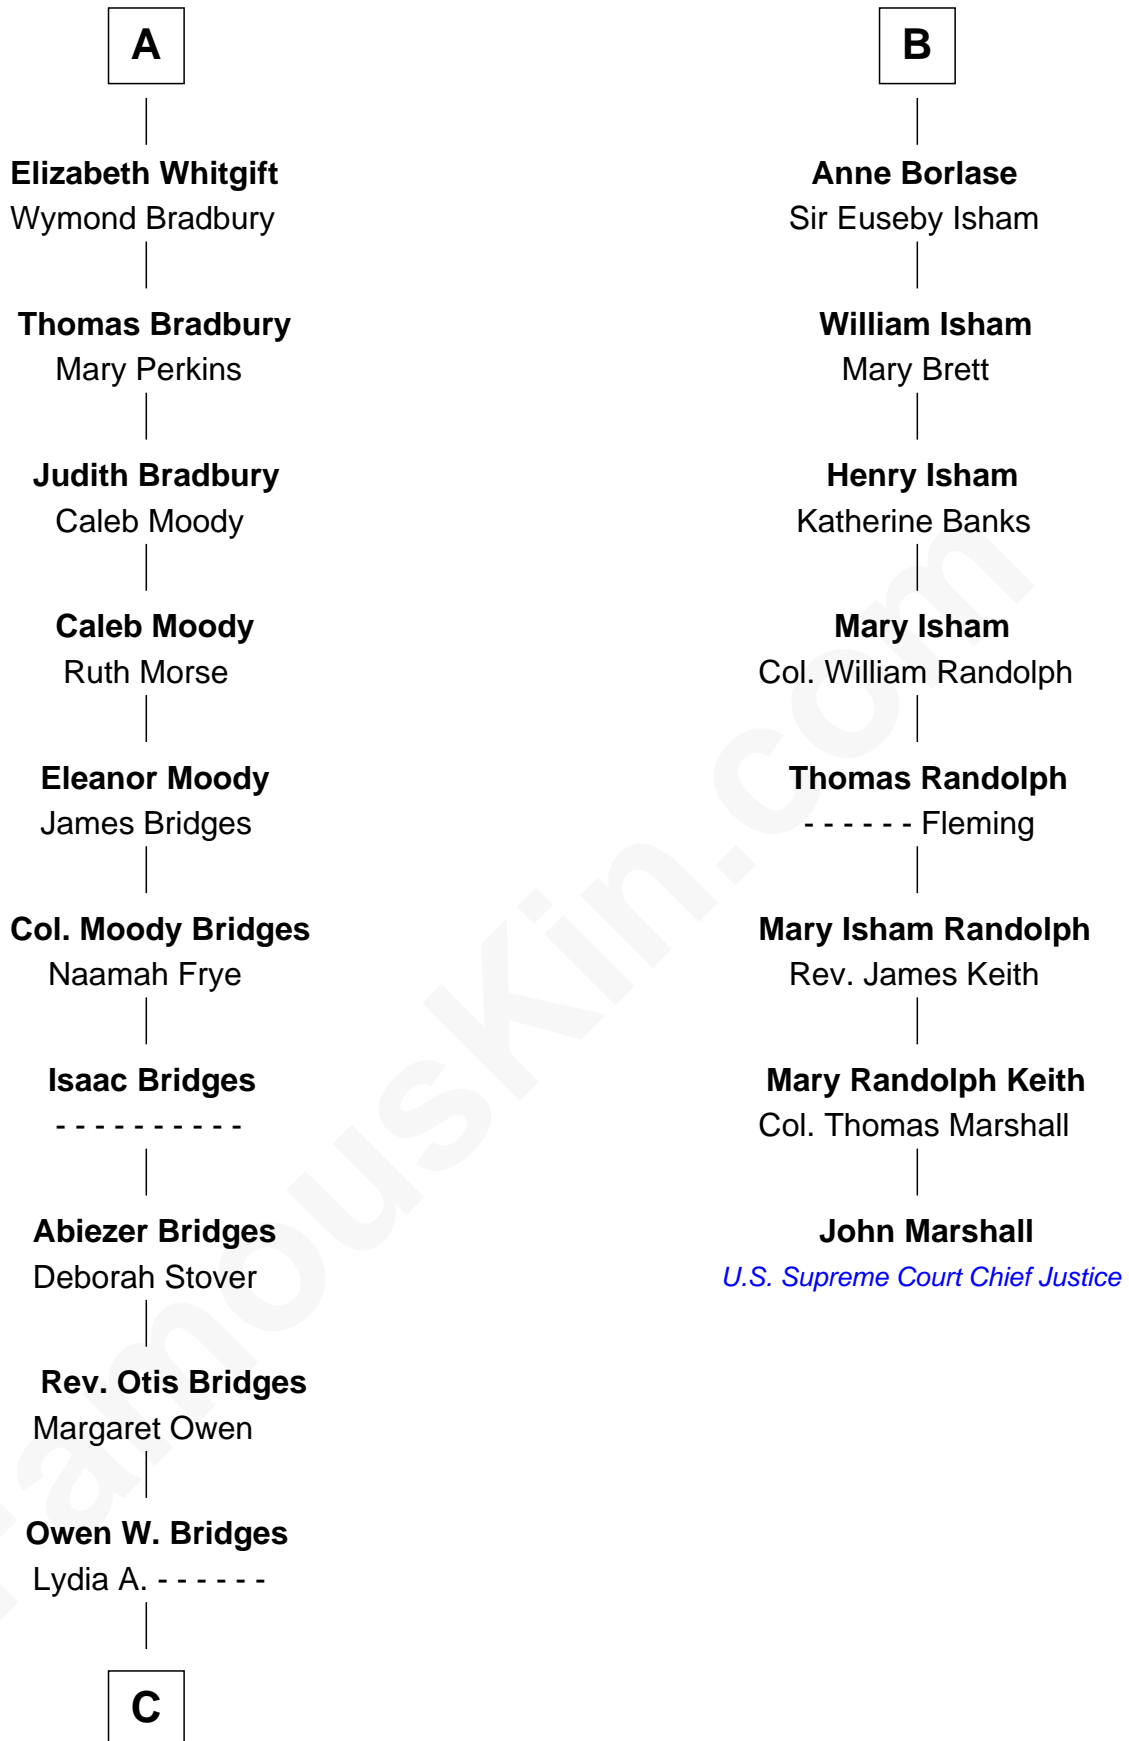 A
Elizabeth Whitgift
Wymond Bradbury
Thomas Bradbury
Mary Perkins
Judith Bradbury
Caleb Moody
Caleb Moody
Ruth Morse
Eleanor Moody
James Bridges
Col. Moody Bridges
Naamah Frye
Isaac Bridges
- - - - - - - - - -
Abiezer Bridges
Deborah Stover
Rev. Otis Bridges
Margaret Owen
Owen W. Bridges
Lydia A. - - - - - -
C
B
Anne Borlase
Sir Euseby Isham
William Isham
Mary Brett
Henry Isham
Katherine Banks
Mary Isham
Col. William Randolph
Thomas Randolph
- - - - - - Fleming
Mary Isham Randolph
Rev. James Keith
Mary Randolph Keith
Col. Thomas Marshall
John Marshall
U.S. Supreme Court Chief Justice
FamousKin.com